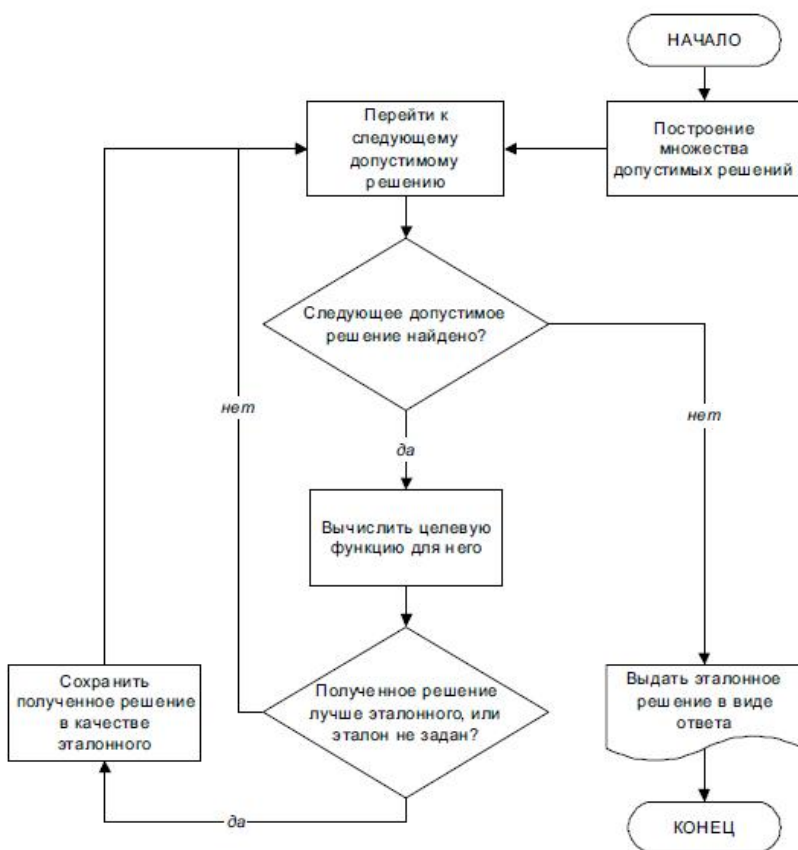 НАЧАЛО
Построение
множества
допустимых решений
Перейти к
следующему
допустимому
решению
Следующее допустимое
решение найдено?
нет
нет
да
Вычислить целевую
функцию для него
Полученное решение
лучше эталонного, или
эталон не задан?
Сохранить
полученное решение
в качестве
эталонного
да
Выдать эталонное
решение в виде
ответа
КОНЕЦ